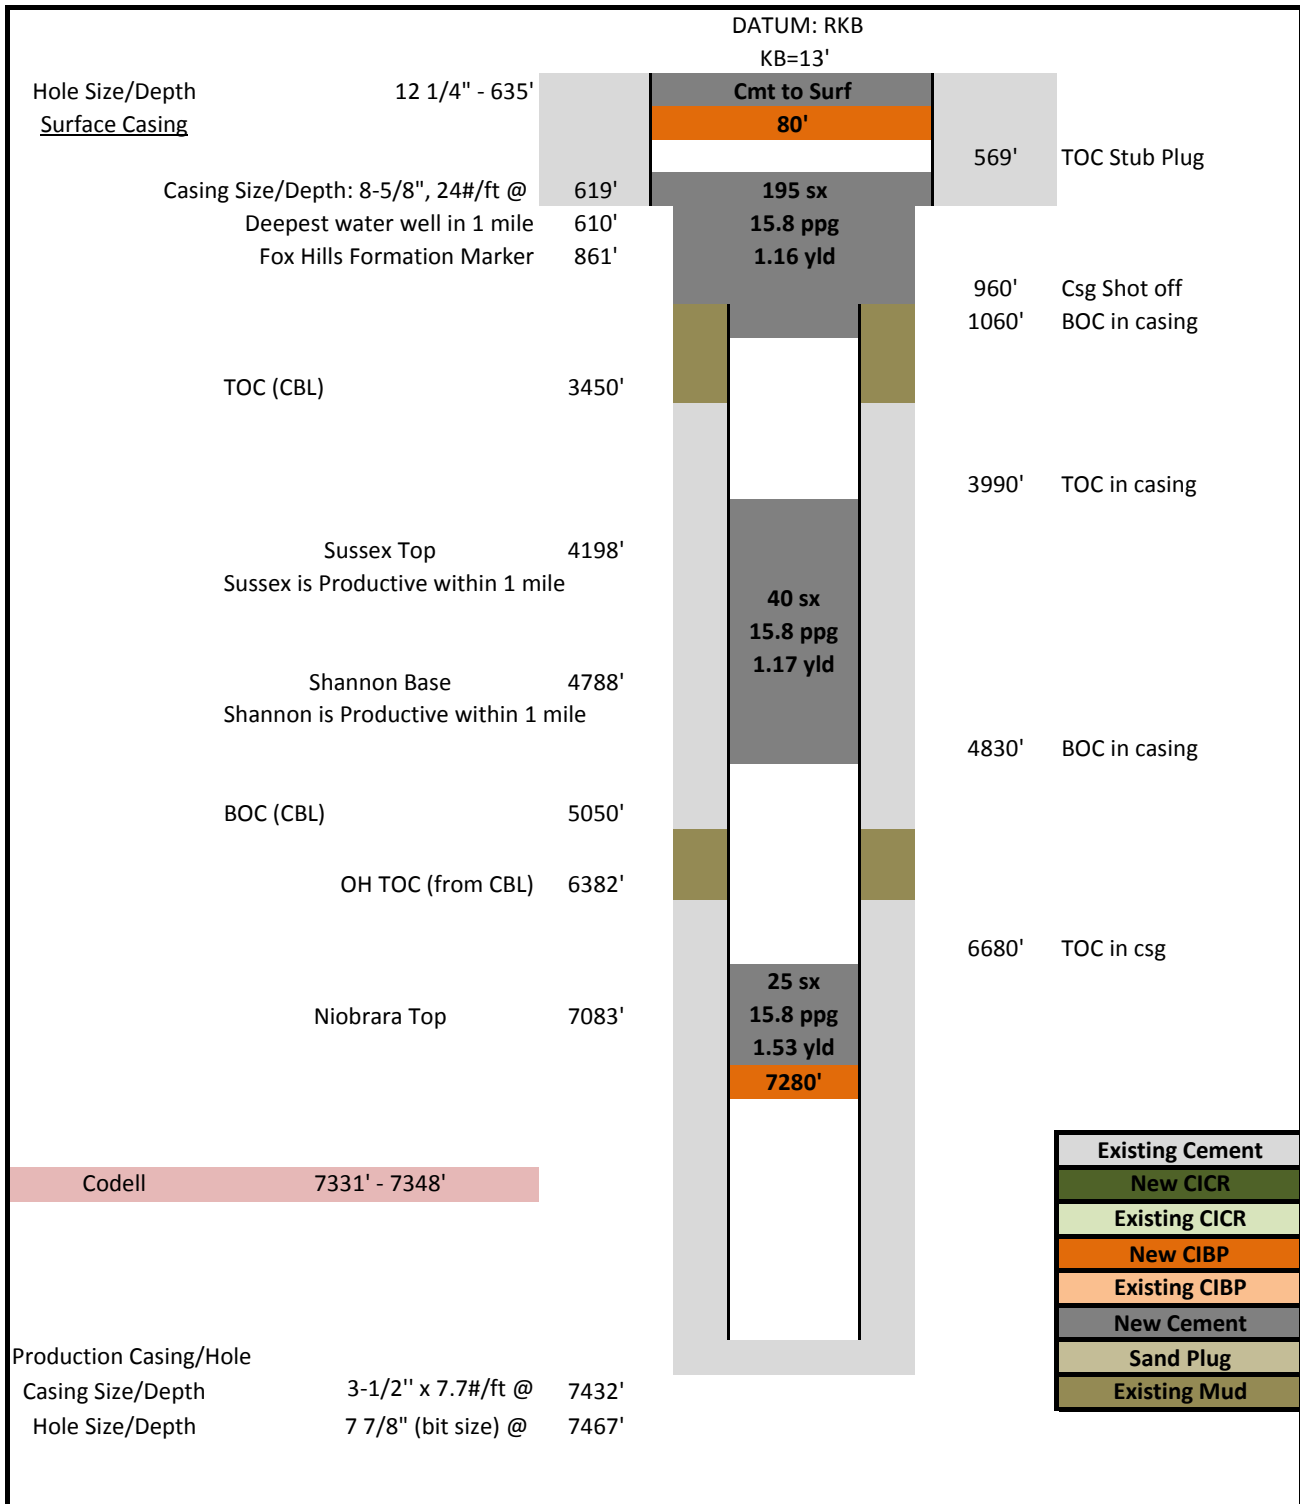 DATUM: RKB
KB=13'
Hole Size/Depth 12 1/4" - 635' Cmt to Surf
Surface Casing 80'
569' TOC Stub Plug
Casing Size/Depth: 8-5/8", 24#/ft @ 619' 195 sx
Deepest water well in 1 mile 610' 15.8 ppg
Fox Hills Formation Marker 861' 1.16 yld
960' Csg Shot off
1060' BOC in casing
TOC (CBL) 3450'
3990' TOC in casing
Sussex Top 4198'
Sussex is Productive within 1 mile
40 sx
15.8 ppg
1.17 yld
Shannon Base 4788'
Shannon is Productive within 1 mile
4830' BOC in casing
BOC (CBL) 5050'
OH TOC (from CBL) 6382'
6680' TOC in csg
25 sx
Niobrara Top 7083' 15.8 ppg
1.53 yld
7280'
Existing Cement
Codell 7331' - 7348' New CICR
Existing CICR
New CIBP
Existing CIBP
New Cement
Production Casing/Hole Sand Plug
Casing Size/Depth 3-1/2'' x 7.7#/ft @ 7432' Existing Mud
Hole Size/Depth 7 7/8" (bit size) @ 7467'